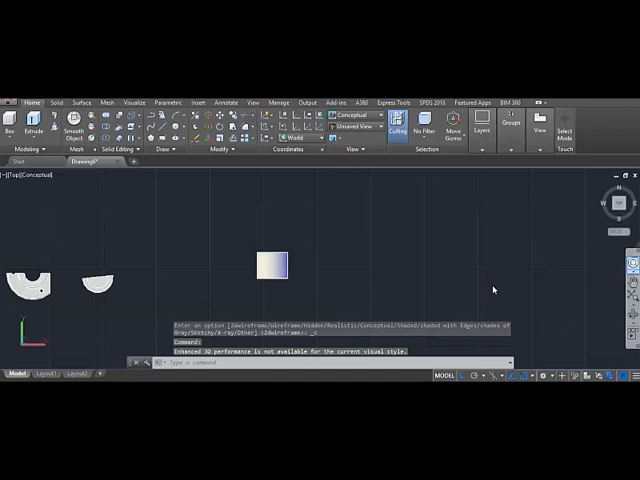 Home Solid Surface Mesh Visualize Parametric Insert Annotate View Manage Output Add-ins A360 Express Tools SPDS 2018 Featured Apps BIM 360
Box Extrude Smooth Object Conceptual Unsaved View World Culling No Filter Move Gizmo Layers Groups View Select Mode
Modeling Mesh Solid Editing Draw Modify Section Coordinates View Selection Touch
Start Drawing6*
[−][Top][Conceptual]
N
E
S
Y
X
Enter an option [2dwireframe/Wireframe/Hidden/Realistic/Conceptual/Shaded/shaded with Edges/shades of
Gray/SKetchy/X-ray/Other] <2dwireframe>: _C
Command:
Enhanced 3D performance is not available for the current visual style.
Type a command
Model Layout1 Layout2 +
MODEL